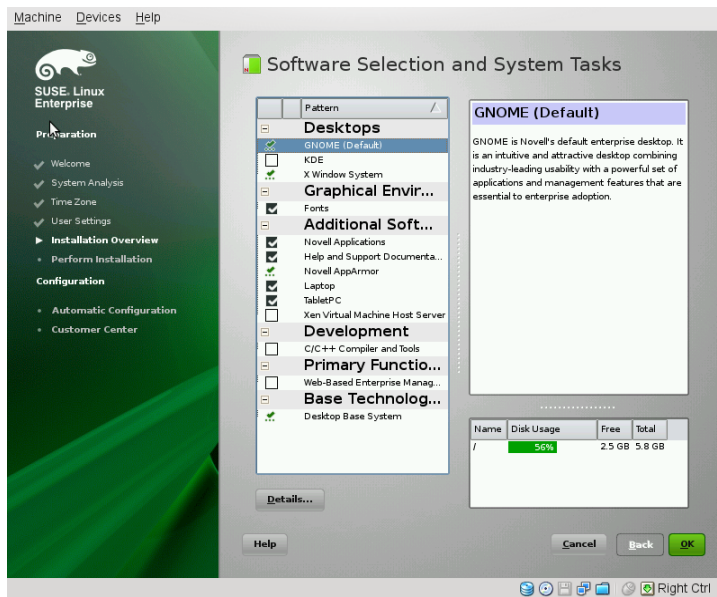 Machine Devices Help
SUSE. Linux
Enterprise
Preparation
Welcome
System Analysis
Time Zone
User Settings
Installation Overview
Perform Installation
Configuration
Automatic Configuration
Customer Center
Software Selection and System Tasks
Pattern
Desktops
GNOME (Default)
KDE
X Window System
Graphical Envir...
Fonts
Additional Soft...
Novell Applications
Help and Support Documenta...
Novell AppArmor
Laptop
TabletPC
Xen Virtual Machine Host Server
Development
C/C++ Compiler and Tools
Primary Functio...
Web-Based Enterprise Manag...
Base Technolog...
Desktop Base System
Details...
GNOME (Default)
GNOME is Novell's default enterprise desktop. It
is an intuitive and attractive desktop combining
industry-leading usability with a powerful set of
applications and management features that are
essential to enterprise adoption.
Name Disk Usage Free Total
/ 56% 2.5 GB 5.8 GB
Help Cancel Back OK
Right Ctrl